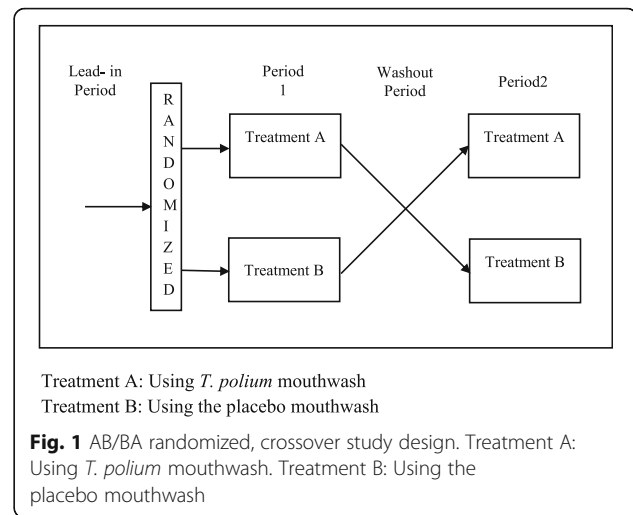 Lead- in
Period
Period
1
Washout
Period
Period2
R
A
N
D
O
M
I
Z
E
D
Treatment A
Treatment A
Treatment B
Treatment B
Treatment A: Using T. polium mouthwash
Treatment B: Using the placebo mouthwash
Fig. 1 AB/BA randomized, crossover study design. Treatment A:
Using T. polium mouthwash. Treatment B: Using the
placebo mouthwash